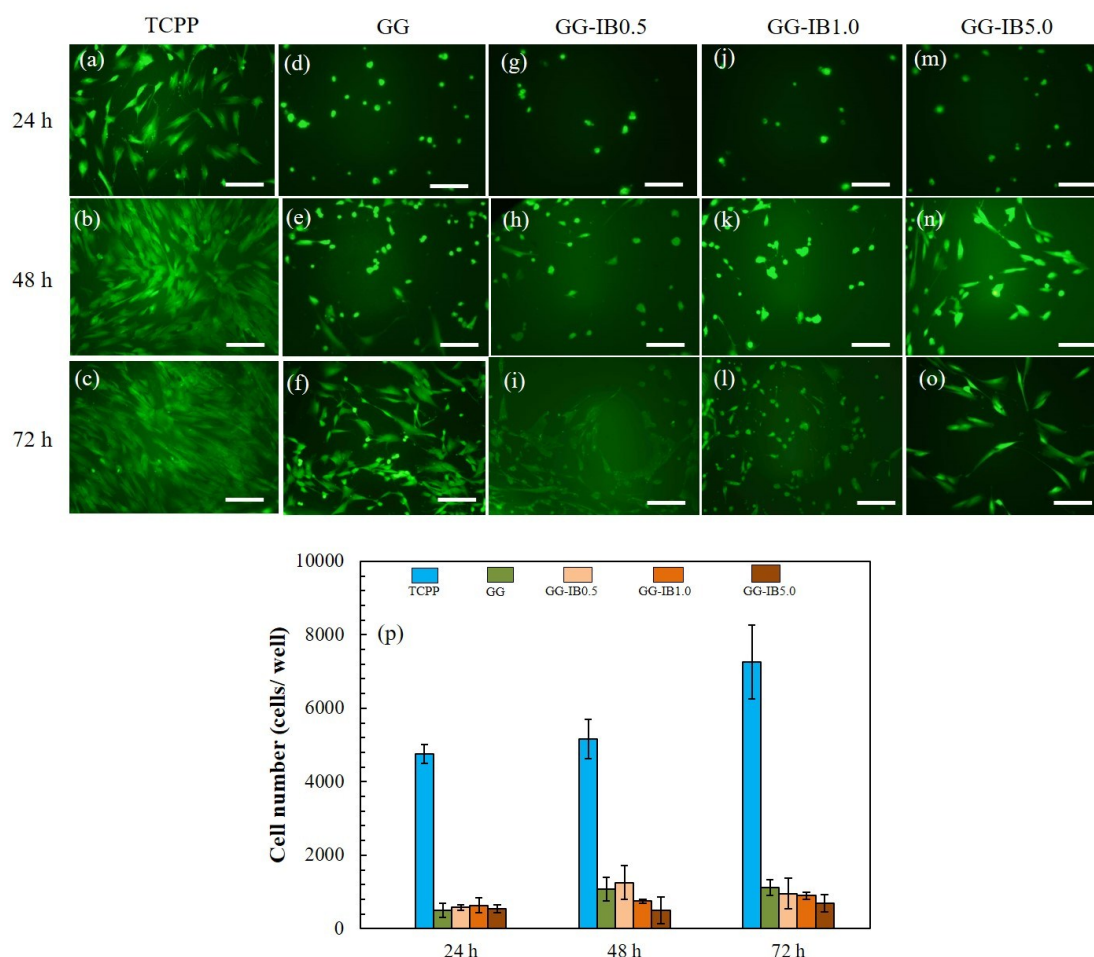 TCPP GG GG-IB0.5 GG-IB1.0 GG-IB5.0
24 h
(a) (d) (g) (j) (m)
48 h
(b) (e) (h) (k) (n)
72 h
(c) (f) (i) (l) (o)
10000
8000
6000
4000
2000
0
Cell number (cells/ well)
TCPP GG GG-IB0.5 GG-IB1.0 GG-IB5.0
(p)
24 h 48 h 72 h